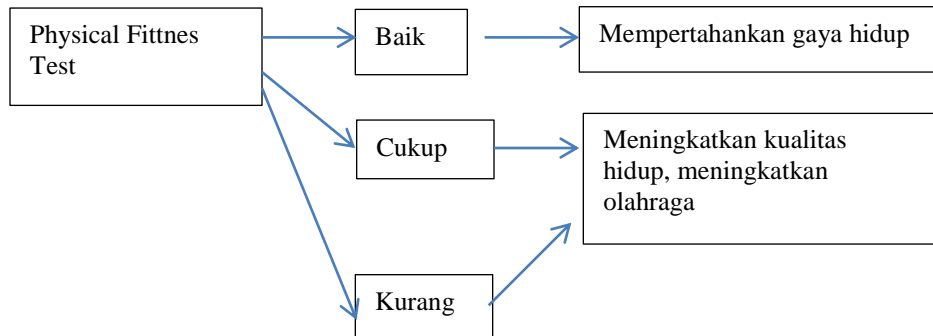 Physical Fittnes
Test
Baik
Mempertahankan gaya hidup
Cukup
Meningkatkan kualitas
hidup, meningkatkan
olahraga
Kurang